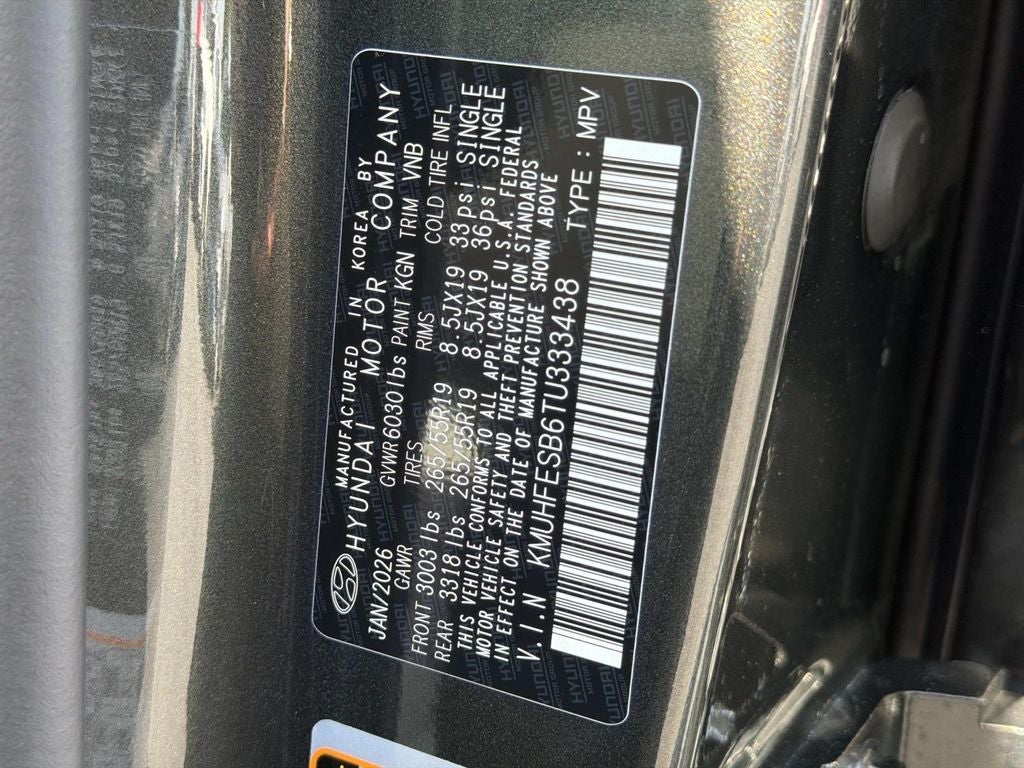 MANUFACTURED IN KOREA BY
HYUNDAI MOTOR COMPANY
JAN/2026 GVWR 6030 lbs PAINT KGN TRIM VNB
GAWR TIRES RIMS COLD TIRE INFL
FRONT 3003 lbs 265/55R19 8.5JX19 33psi SINGLE
REAR 3318 lbs 265/55R19 8.5JX19 36psi SINGLE
THIS VEHICLE CONFORMS TO ALL APPLICABLE U.S.A. FEDERAL
MOTOR VEHICLE SAFETY AND THEFT PREVENTION STANDARDS
IN EFFECT ON THE DATE OF MANUFACTURE SHOWN ABOVE
V.I.N KMUHFESB6TU333438 TYPE : MPV